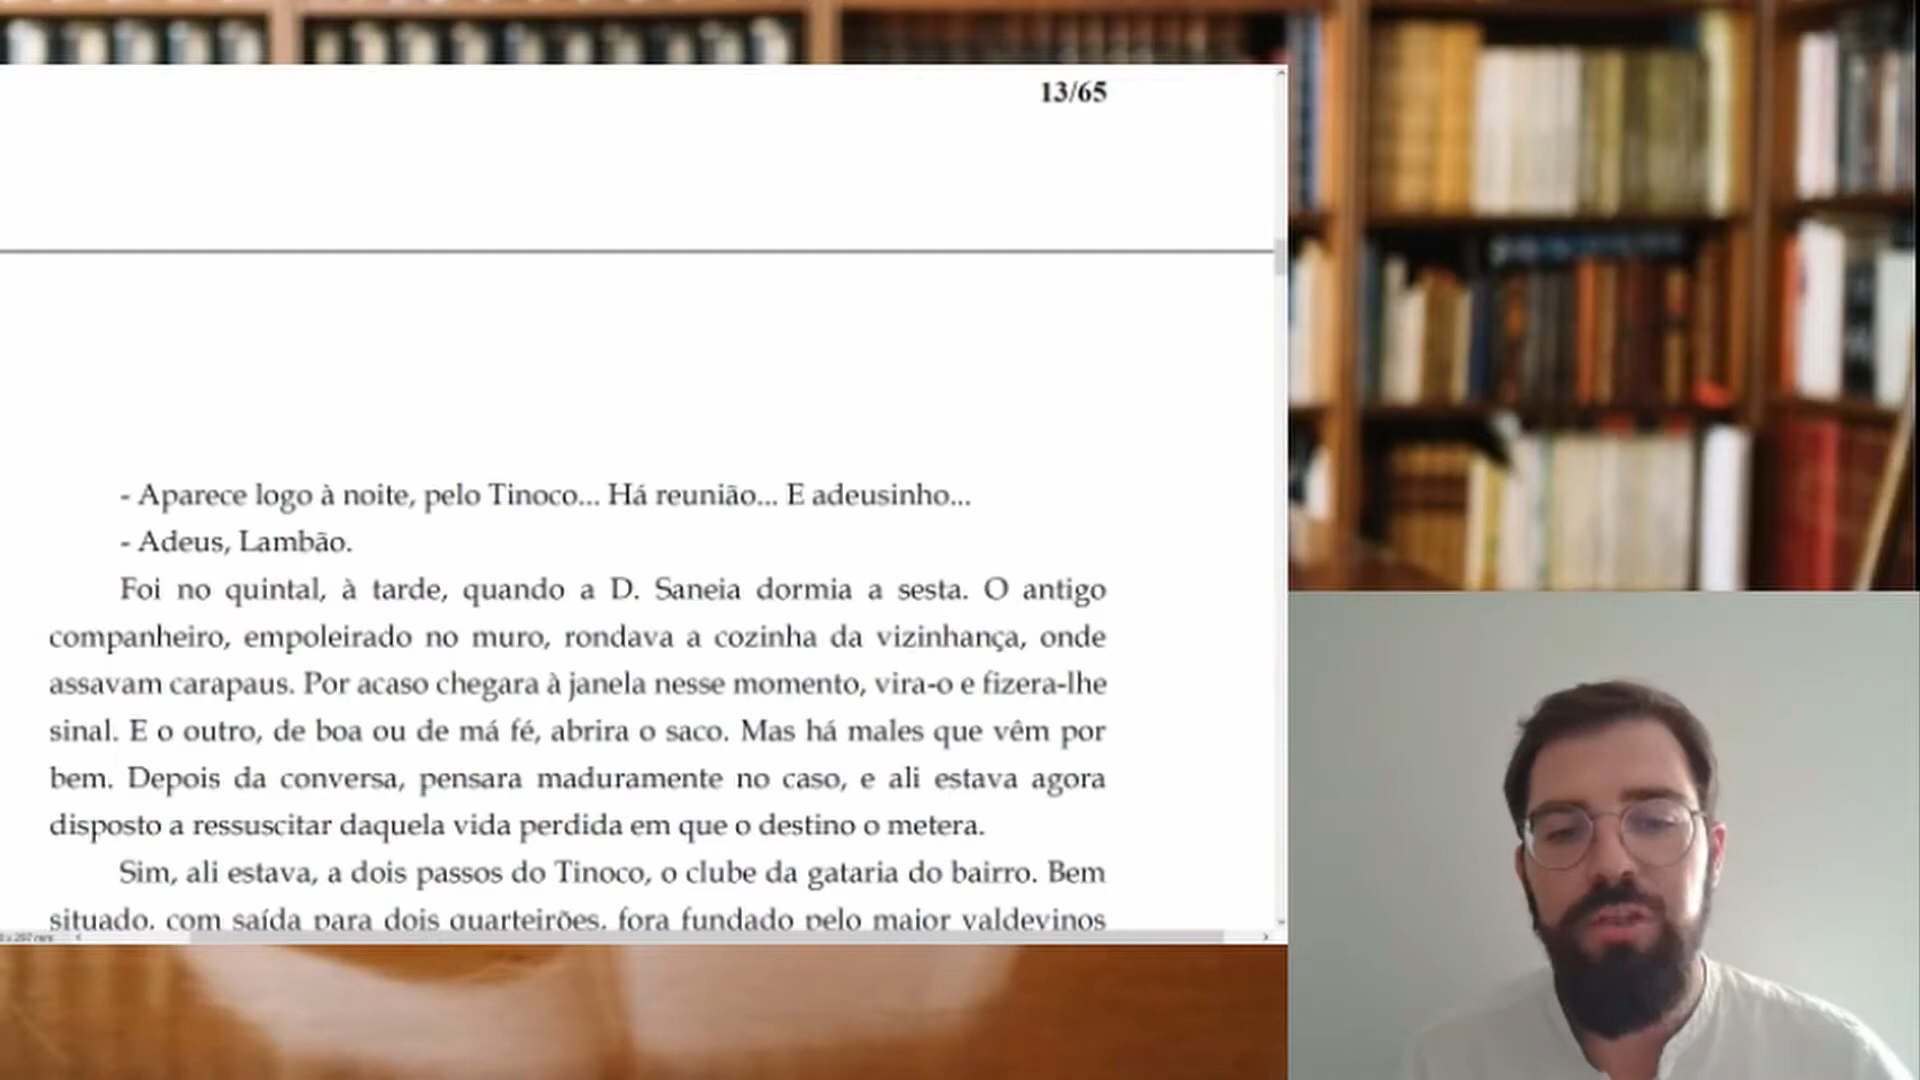 13/65
- Aparece logo à noite, pelo Tinoco... Há reunião... E adeusinho...
- Adeus, Lambão.
Foi no quintal, à tarde, quando a D. Saneia dormia a sesta. O antigo
companheiro, empoleirado no muro, rondava a cozinha da vizinhança, onde
assavam carapaus. Por acaso chegara à janela nesse momento, vira-o e fizera-lhe
sinal. E o outro, de boa ou de má fé, abrira o saco. Mas há males que vêm por
bem. Depois da conversa, pensara maduramente no caso, e ali estava agora
disposto a ressuscitar daquela vida perdida em que o destino o metera.
Sim, ali estava, a dois passos do Tinoco, o clube da gataria do bairro. Bem
situado, com saída para dois quarteirões, fora fundado pelo maior valdevinos